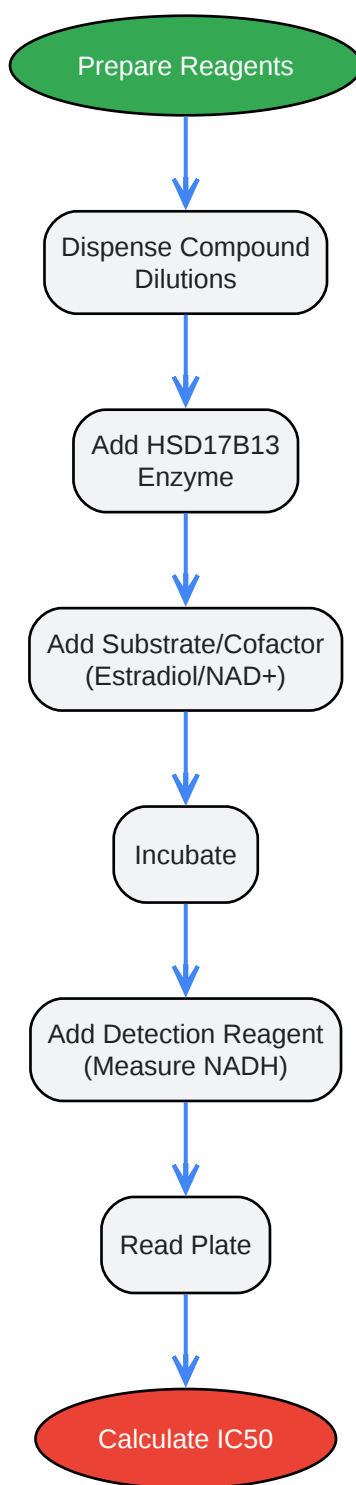 Prepare Reagents
Dispense Compound
Dilutions
Add HSD17B13
Enzyme
Add Substrate/Cofactor
(Estradiol/NAD+)
Incubate
Add Detection Reagent
(Measure NADH)
Read Plate
Calculate IC50